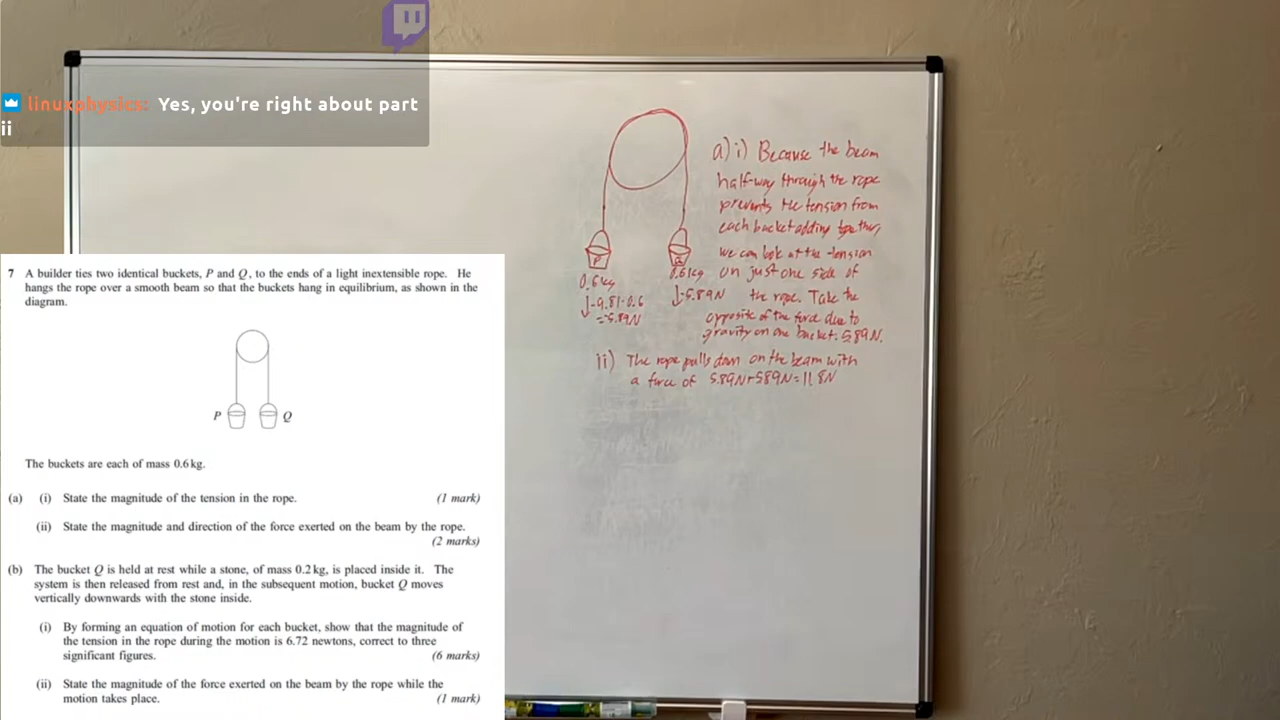 linuxphysics: Yes, you're right about part
ii
7 A builder ties two identical buckets, P and Q, to the ends of a light inextensible rope. He
hangs the rope over a smooth beam so that the buckets hang in equilibrium, as shown in the
diagram.
P
Q
The buckets are each of mass 0.6 kg.
(a) (i) State the magnitude of the tension in the rope. (1 mark)
(ii) State the magnitude and direction of the force exerted on the beam by the rope.
(2 marks)
(b) The bucket Q is held at rest while a stone, of mass 0.2 kg, is placed inside it. The
system is then released from rest and, in the subsequent motion, bucket Q moves
vertically downwards with the stone inside.
(i) By forming an equation of motion for each bucket, show that the magnitude of
the tension in the rope during the motion is 6.72 newtons, correct to three
significant figures. (6 marks)
(ii) State the magnitude of the force exerted on the beam by the rope while the
motion takes place. (1 mark)
P
Q
0.6kg
↓-9.81·0.6
=-5.89N
0.6kg
↓-5.89N
a) i) Because the beam
half-way through the rope
prevents the tension from
each bucket adding together,
we can look at the tension
on just one side of
the rope. Take the
opposite of the force due to
gravity on one bucket: 5.89N.
ii) The rope pulls down on the beam with
a force of 5.89N+5.89N=11.8N